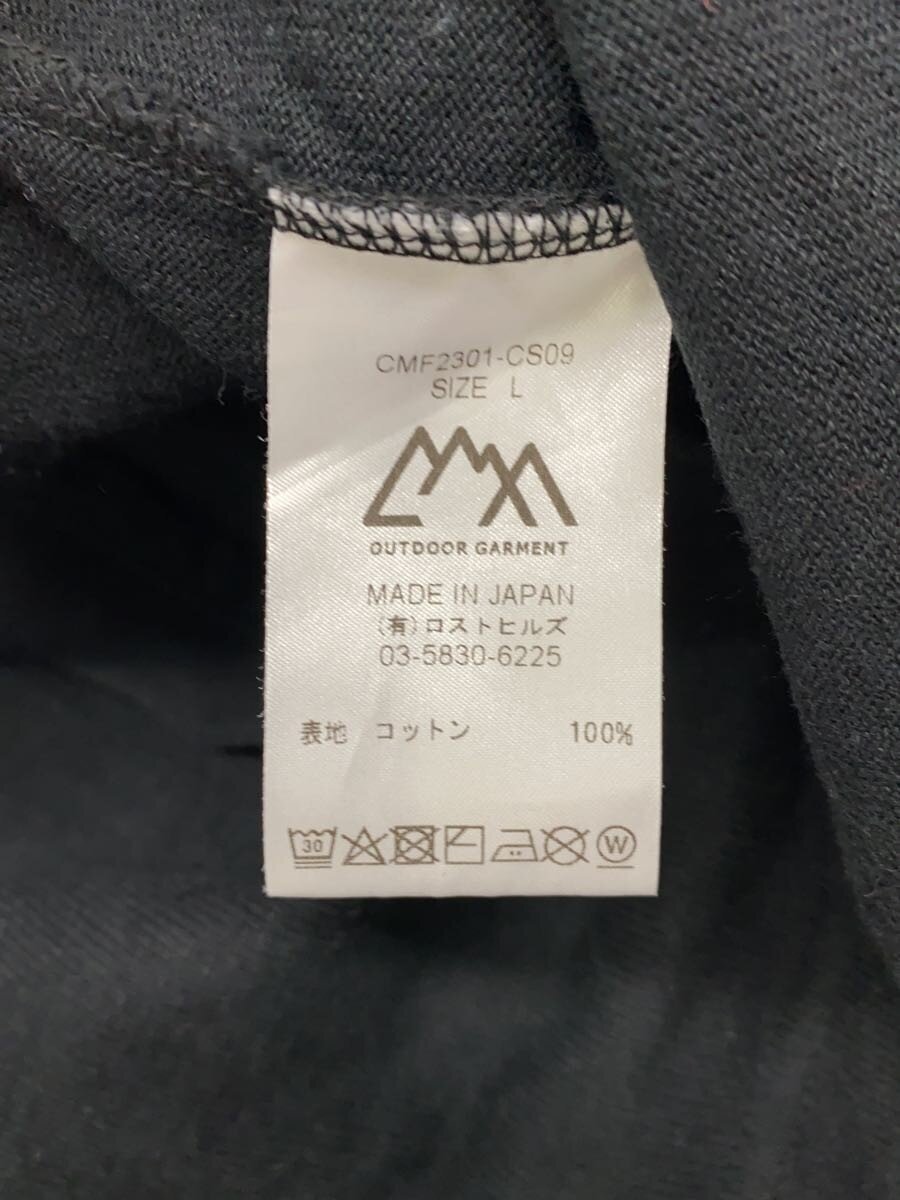 CMF2301-CS09
SIZE L
OUTDOOR GARMENT
MADE IN JAPAN
(有)ロストヒルズ
03-5830-6225
表地 コットン 100%
30 W